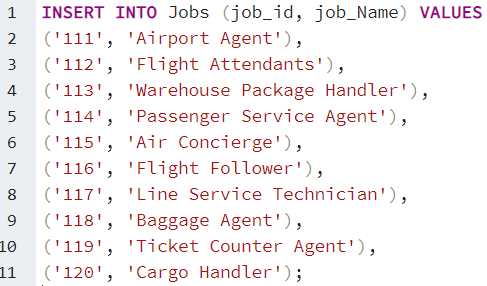 1 INSERT INTO Jobs (job_id, job_Name) VALUES
2 ('111', 'Airport Agent'),
3 ('112', 'Flight Attendants'),
4 ('113', 'Warehouse Package Handler'),
5 ('114', 'Passenger Service Agent'),
6 ('115', 'Air Concierge'),
7 ('116', 'Flight Follower'),
8 ('117', 'Line Service Technician'),
9 ('118', 'Baggage Agent'),
10 ('119', 'Ticket Counter Agent'),
11 ('120', 'Cargo Handler');